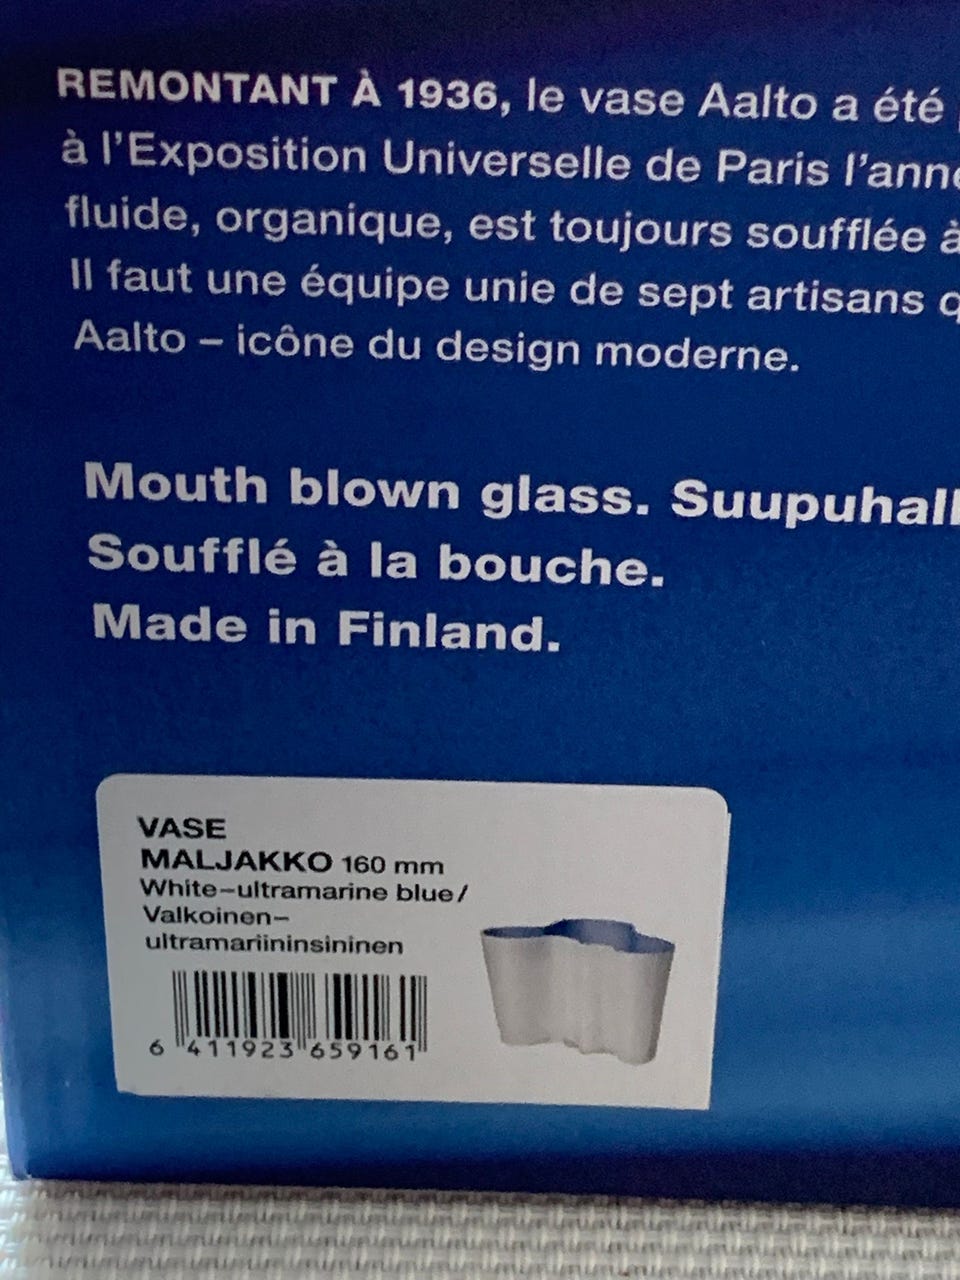 REMONTANT À 1936, le vase Aalto a été
à l'Exposition Universelle de Paris
fluide, organique, est toujours soufflée à
Il faut une équipe unie de sept artisans
Aalto – icône du design moderne.
Mouth blown glass.
Soufflé à la bouche.
Made in Finland.
VASE
MALJAKKO 160 mm
White-ultramarine blue/
Valkoinen-
ultramariininsininen
6 411923 659161